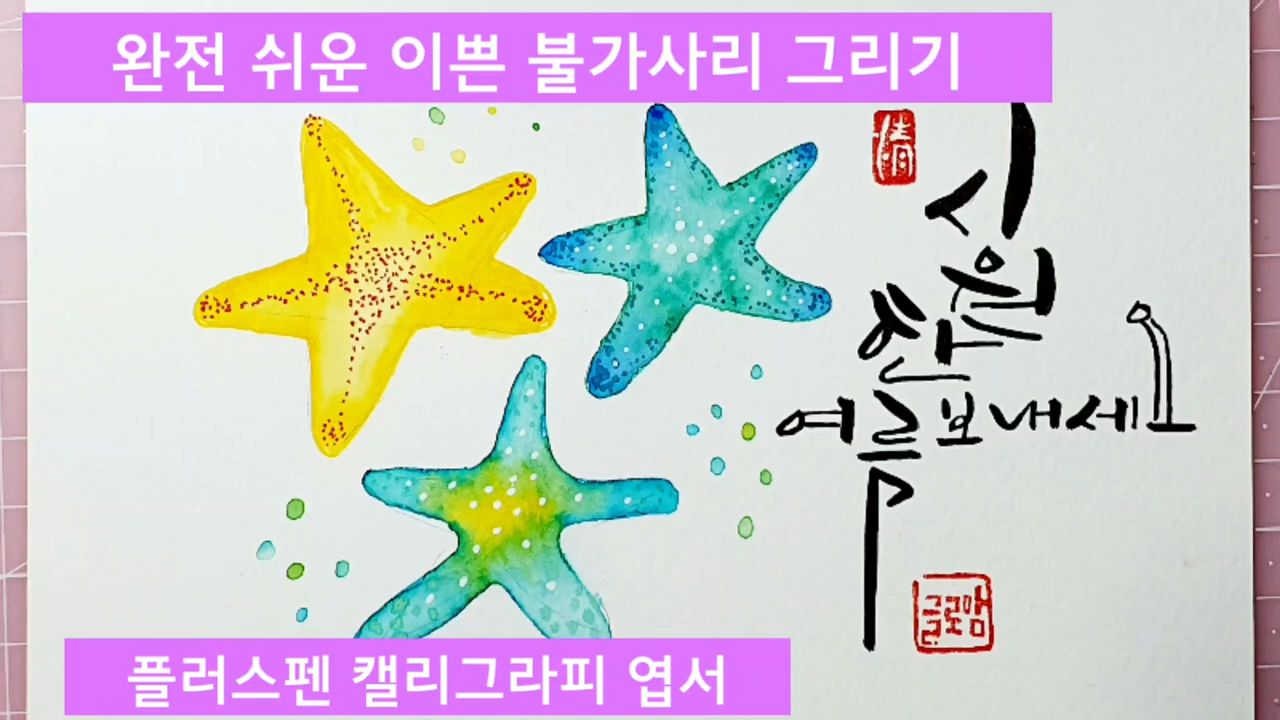 완전 쉬운 이쁜 불가사리 그리기
시원
한
여름 보내세요
플러스펜 캘리그라피 엽서